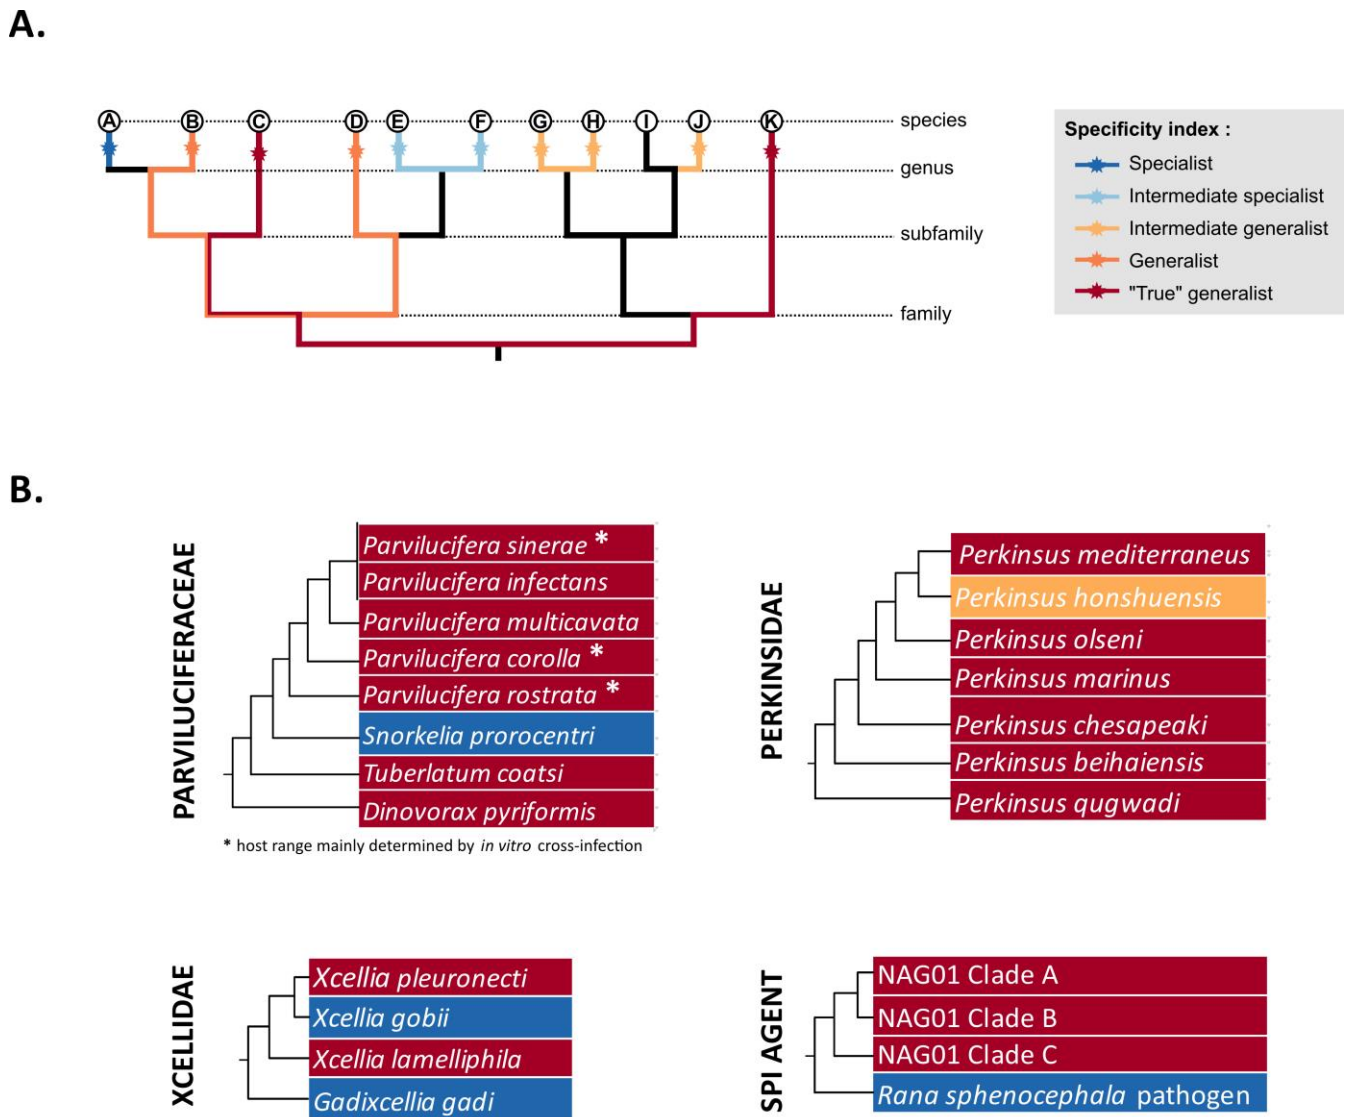 A.
A B C D E F G H I J K
species
genus
subfamily
family
Specificity index :
Specialist
Intermediate specialist
Intermediate generalist
Generalist
"True" generalist
B.
PARVILUCIFERACEAE
Parvilucifera sinerae *
Parvilucifera infectans
Parvilucifera multicavata
Parvilucifera corolla *
Parvilucifera rostrata *
Snorkelia prorocentri
Tuberlatum coatsi
Dinovorax pyriformis
* host range mainly determined by in vitro cross-infection
PERKINSIDAE
Perkinsus mediterraneus
Perkinsus honshuensis
Perkinsus olseni
Perkinsus marinus
Perkinsus chesapeaki
Perkinsus beihaiensis
Perkinsus qugwadi
XCELLIDAE
Xcellia pleuronecti
Xcellia gobii
Xcellia lamelliphila
Gadixcellia gadi
SPI AGENT
NAG01 Clade A
NAG01 Clade B
NAG01 Clade C
Rana sphenocephala pathogen